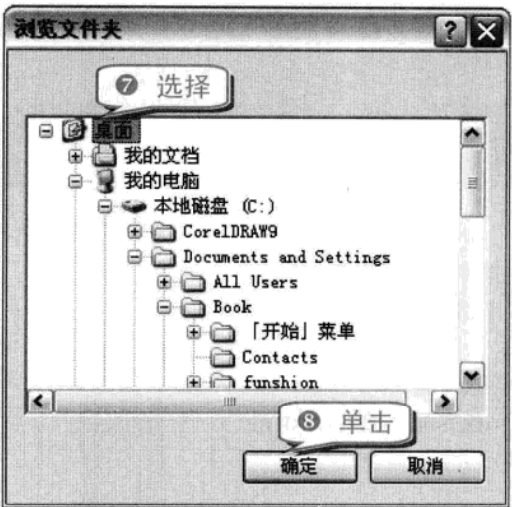 浏览文件夹
❼ 选择
桌面
我的文档
我的电脑
本地磁盘 (C:)
CorelDRAW9
Documents and Settings
All Users
Book
「开始」菜单
Contacts
funshion
❽ 单击
确定 取消